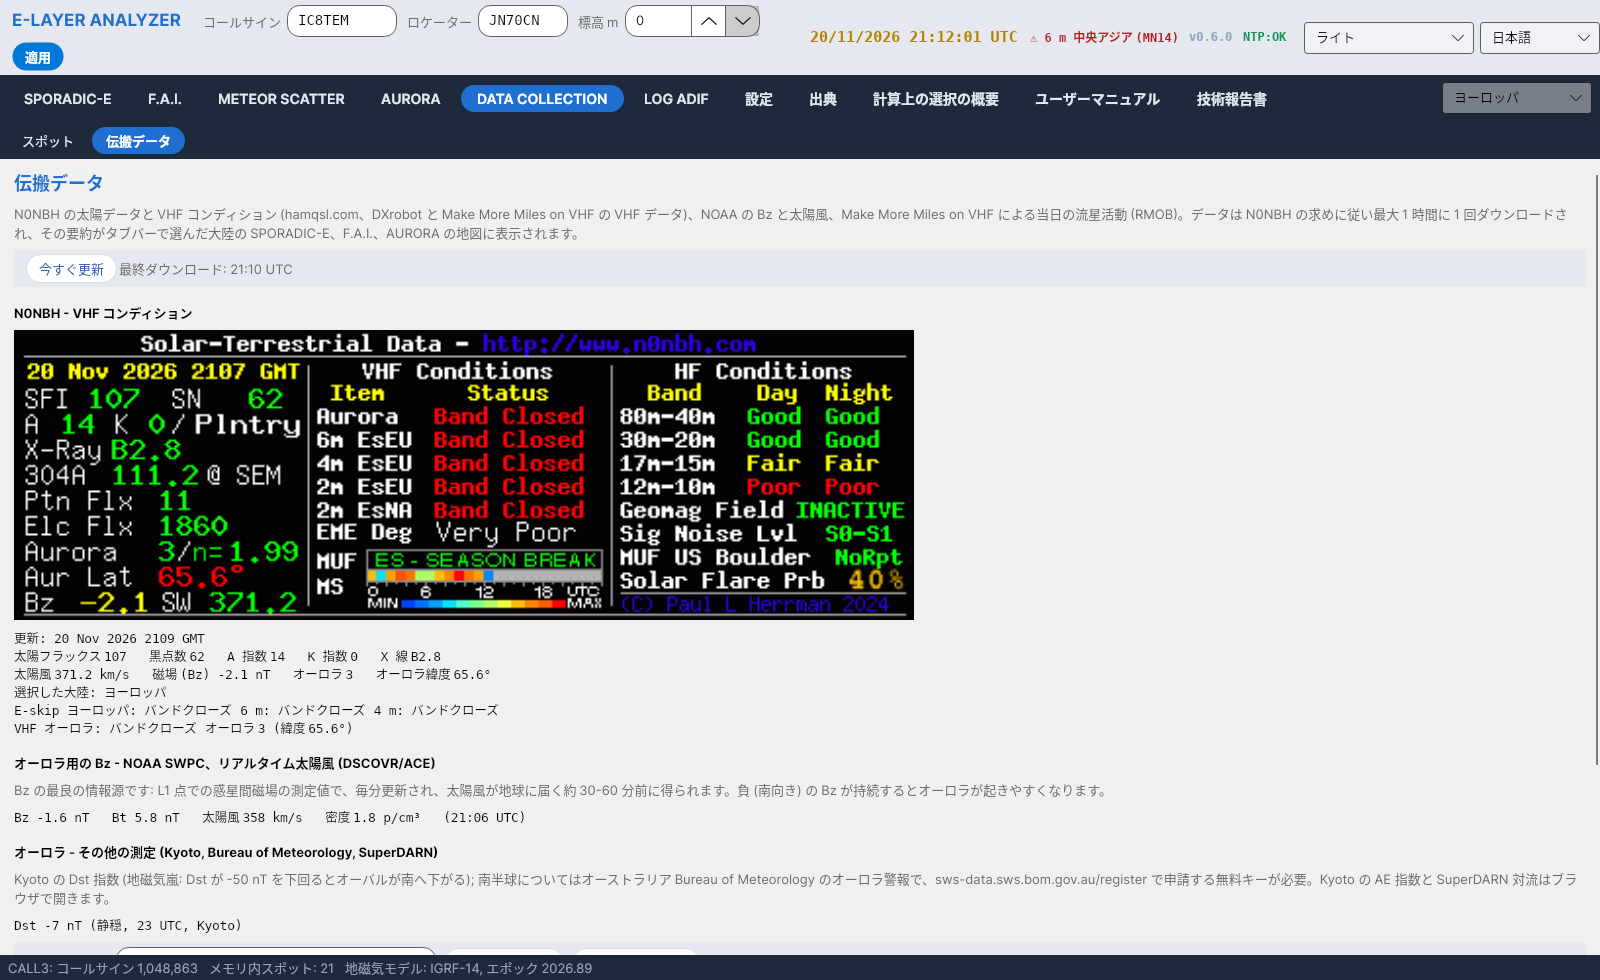 E-LAYER ANALYZER コールサイン IC8TEM ロケーター JN70CN 標高 m 0
20/11/2026 21:12:01 UTC ⚠ 6 m 中央アジア (MN14) v0.6.0 NTP:OK ライト 日本語
適用
SPORADIC-E F.A.I. METEOR SCATTER AURORA DATA COLLECTION LOG ADIF 設定 出典 計算上の選択の概要 ユーザーマニュアル 技術報告書 ヨーロッパ
スポット 伝搬データ
伝搬データ
N0NBH の太陽データと VHF コンディション (hamqsl.com、DXrobot と Make More Miles on VHF の VHF データ)、NOAA の Bz と太陽風、Make More Miles on VHF による当日の流星活動 (RMOB)。データは N0NBH の求めに従い最大 1 時間に 1 回ダウンロードさ
れ、その要約がタブバーで選んだ大陸の SPORADIC-E、F.A.I.、AURORA の地図に表示されます。
今すぐ更新 最終ダウンロード: 21:10 UTC
N0NBH - VHF コンディション
Solar-Terrestrial Data - http://www.n0nbh.com
20 Nov 2026 2107 GMT VHF Conditions HF Conditions
Item Status Band Day Night
SFI 107 SN 62
Aurora Band Closed 80m-40m Good Good
A 14 K 0/Plntry
6m EsEU Band Closed 30m-20m Good Good
X-Ray B2.8
4m EsEU Band Closed 17m-15m Fair Fair
304A 111.2@ SEM
2m EsEU Band Closed 12m-10m Poor Poor
Ptn Flx 11
2m EsNA Band Closed Geomag Field INACTIVE
Elc Flx 1860
EME Deg Very Poor Sig Noise Lvl S0-S1
Aurora 3/n=1.99
MUF ES - SEASON BREAK MUF US Boulder NoRpt
Aur Lat 65.6°
MS 0 6 12 18 UTC Solar Flare Prb 40%
Bz -2.1 SW 371.2
MIN MAX (C) Paul L Herrman 2024
更新: 20 Nov 2026 2109 GMT
太陽フラックス 107 黒点数 62 A 指数 14 K 指数 0 X 線 B2.8
太陽風 371.2 km/s 磁場 (Bz) -2.1 nT オーロラ 3 オーロラ緯度 65.6°
選択した大陸: ヨーロッパ
E-skip ヨーロッパ: バンドクローズ 6 m: バンドクローズ 4 m: バンドクローズ
VHF オーロラ: バンドクローズ オーロラ 3 (緯度 65.6°)
オーロラ用の Bz - NOAA SWPC、リアルタイム太陽風 (DSCOVR/ACE)
Bz の最良の情報源です: L1 点での惑星間磁場の測定値で、毎分更新され、太陽風が地球に届く約 30-60 分前に得られます。負 (南向き) の Bz が持続するとオーロラが起きやすくなります。
Bz -1.6 nT Bt 5.8 nT 太陽風 358 km/s 密度 1.8 p/cm³ (21:06 UTC)
オーロラ - その他の測定 (Kyoto, Bureau of Meteorology, SuperDARN)
Kyoto の Dst 指数 (地磁気嵐: Dst が -50 nT を下回るとオーバルが南へ下がる); 南半球についてはオーストラリア Bureau of Meteorology のオーロラ警報で、sws-data.sws.bom.gov.au/register で申請する無料キーが必要。Kyoto の AE 指数と SuperDARN 対流はブラ
ウザで開きます。
Dst -7 nT (静穏, 23 UTC, Kyoto)
CALL3: コールサイン 1,048,863 メモリ内スポット: 21 地磁気モデル: IGRF-14, エポック 2026.89